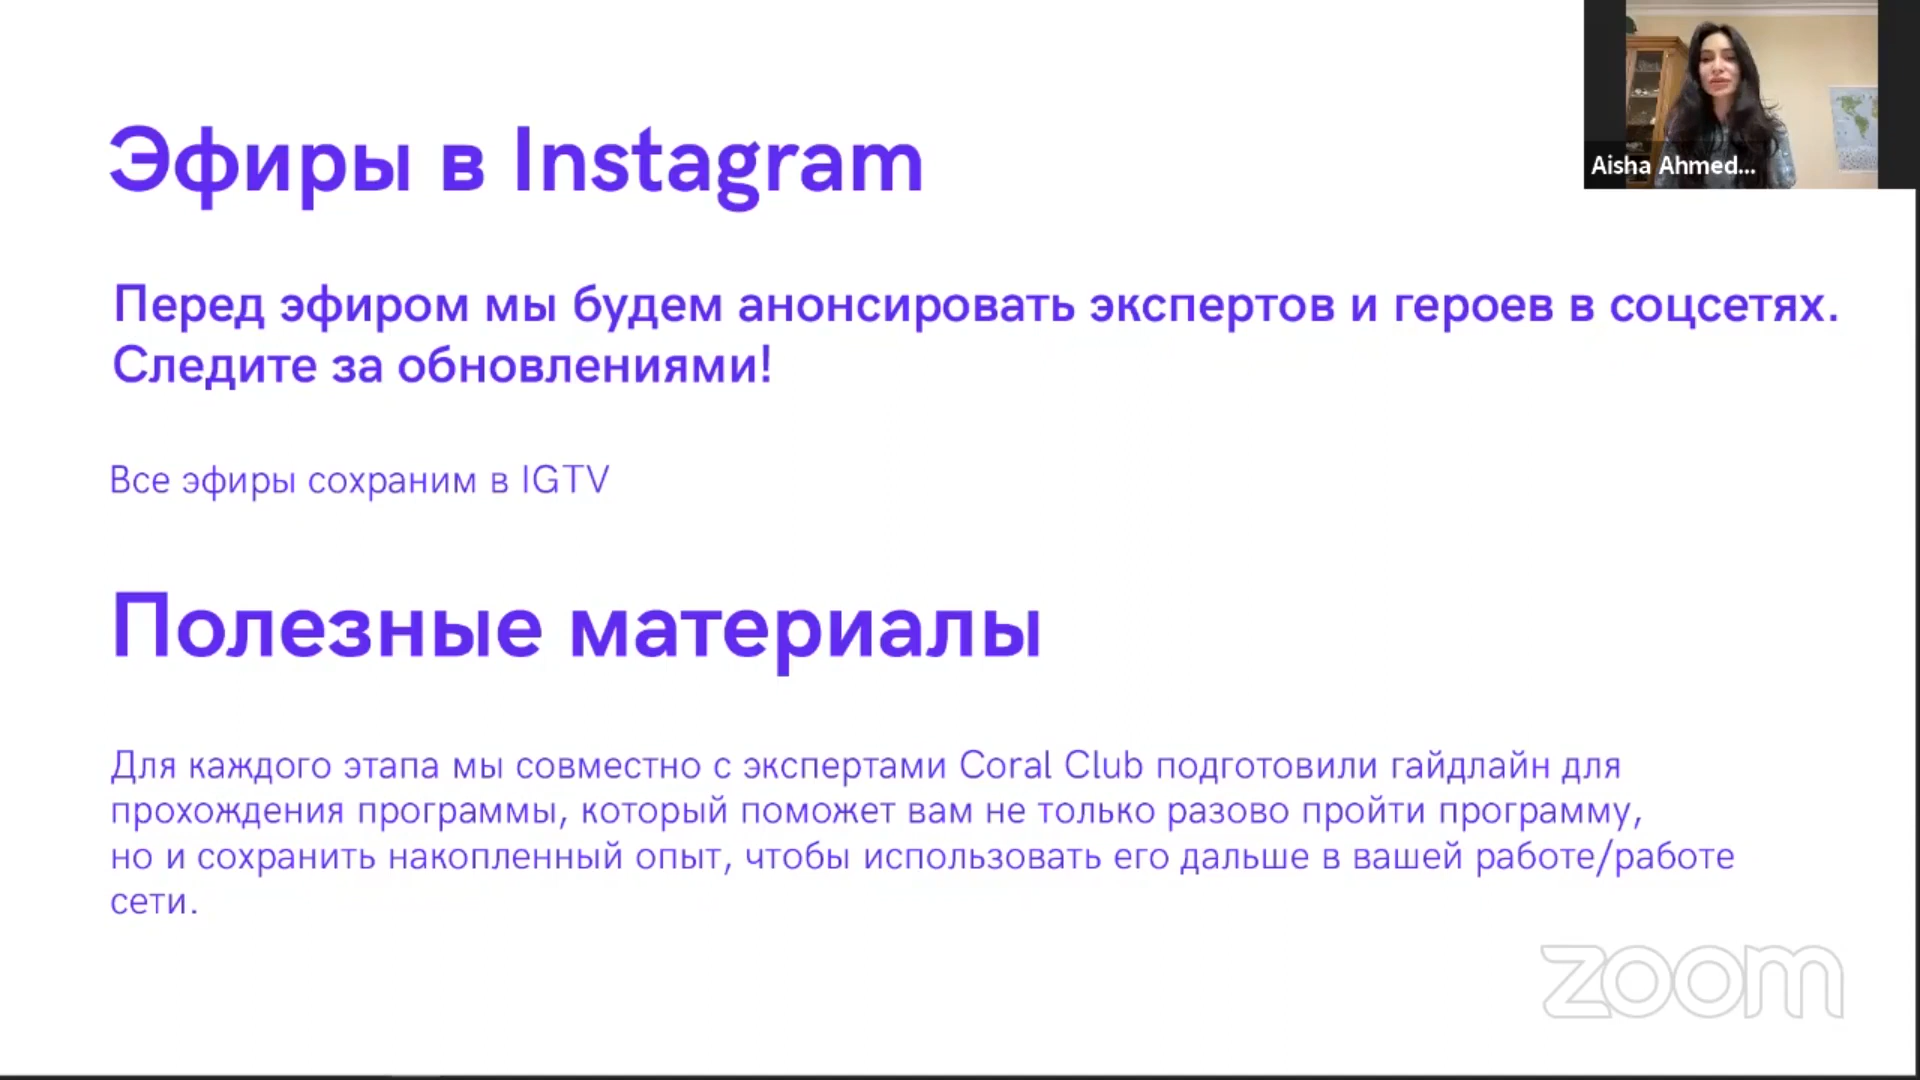 Эфиры в Instagram
Aisha Ahmed...
Перед эфиром мы будем анонсировать экспертов и героев в соцсетях.
Следите за обновлениями!
Все эфиры сохраним в IGTV
Полезные материалы
Для каждого этапа мы совместно с экспертами Coral Club подготовили гайдлайн для
прохождения программы, который поможет вам не только разово пройти программу,
но и сохранить накопленный опыт, чтобы использовать его дальше в вашей работе/работе
сети.
zoom